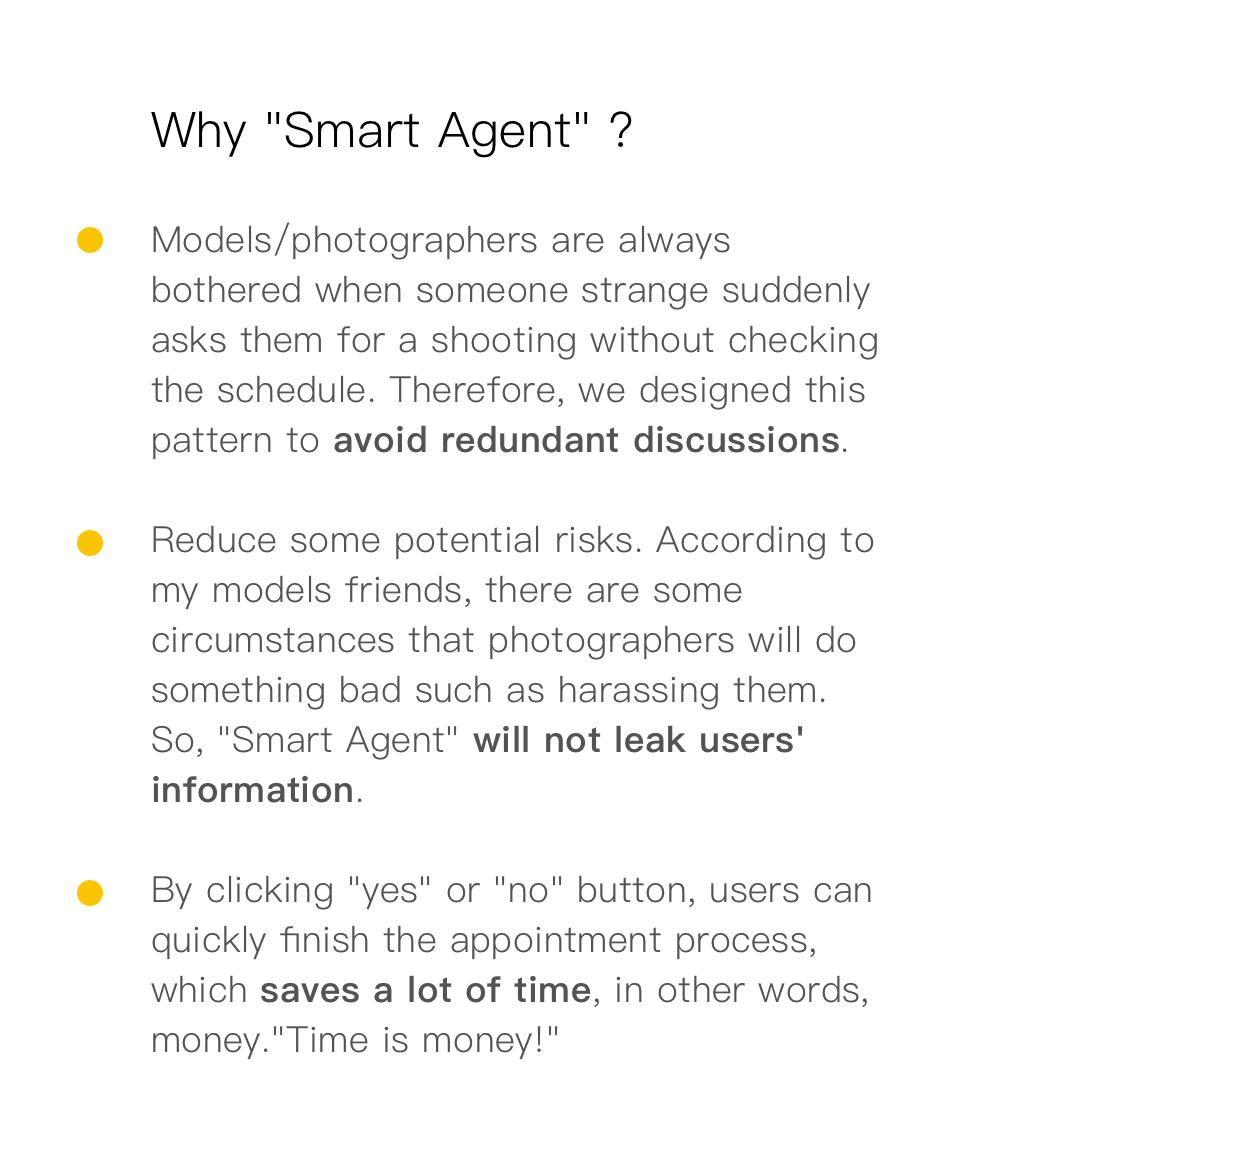 Why "Smart Agent" ?
Models/photographers are always
bothered when someone strange suddenly
asks them for a shooting without checking
the schedule. Therefore, we designed this
pattern to avoid redundant discussions.
Reduce some potential risks. According to
my models friends, there are some
circumstances that photographers will do
something bad such as harassing them.
So, "Smart Agent" will not leak users'
information.
By clicking "yes" or "no" button, users can
quickly finish the appointment process,
which saves a lot of time, in other words,
money."Time is money!"